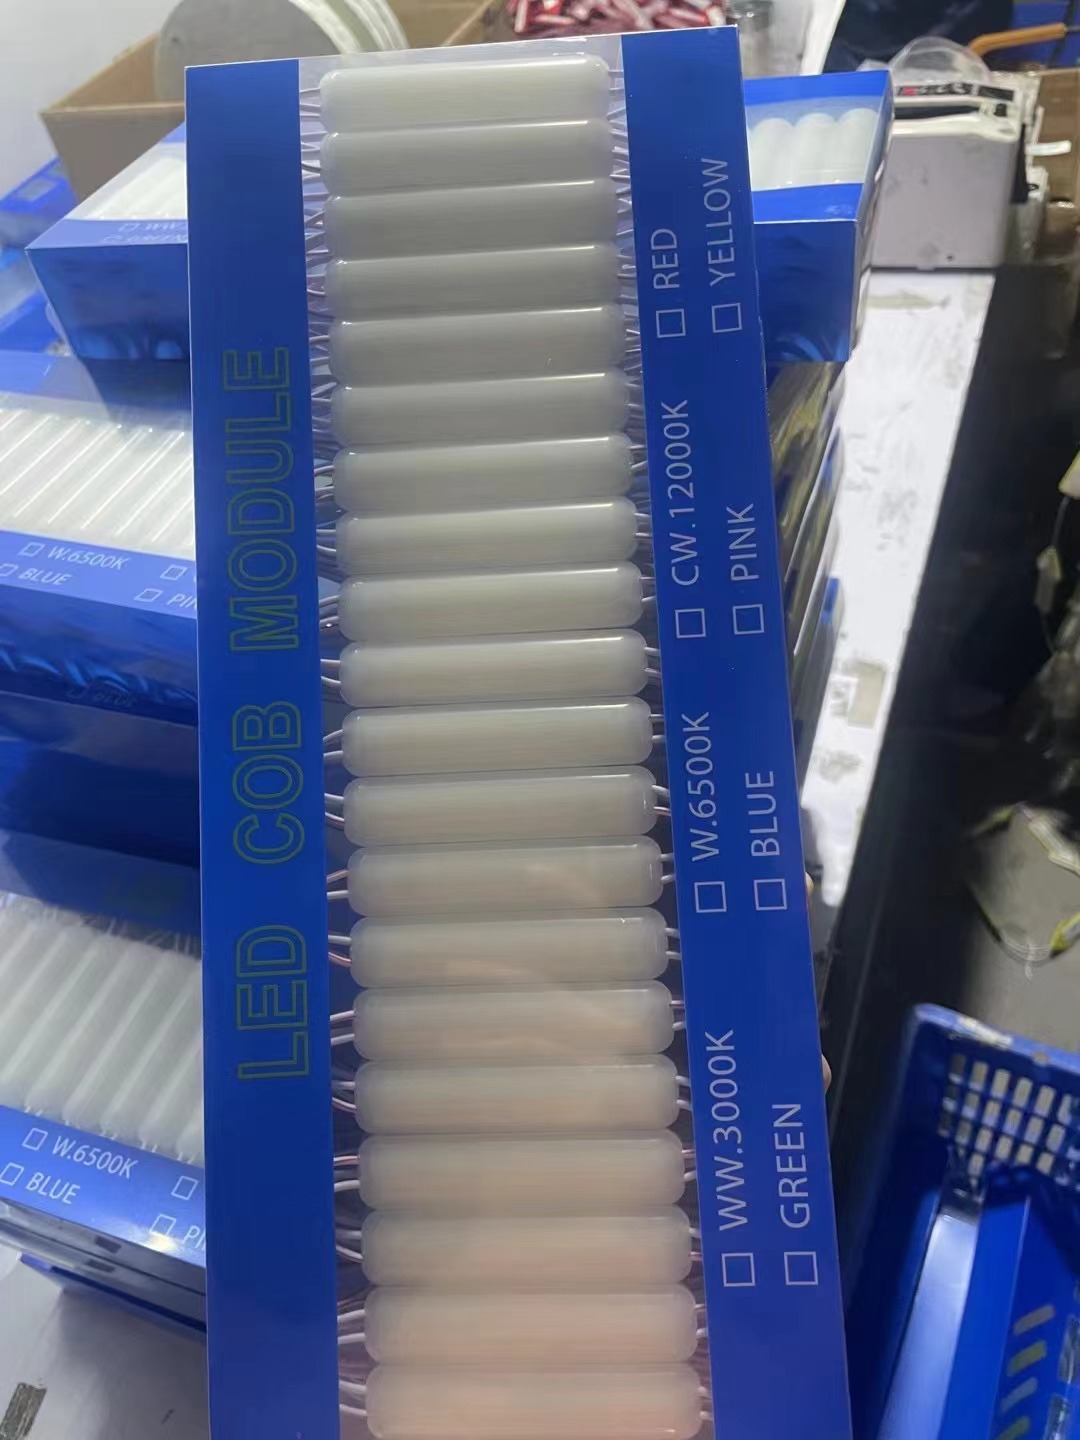 LED COB MODULE
WW.3000K
W.6500K
CW.12000K
RED
GREEN
BLUE
PINK
YELLOW
W.6500K
BLUE
W.6500K
BLUE